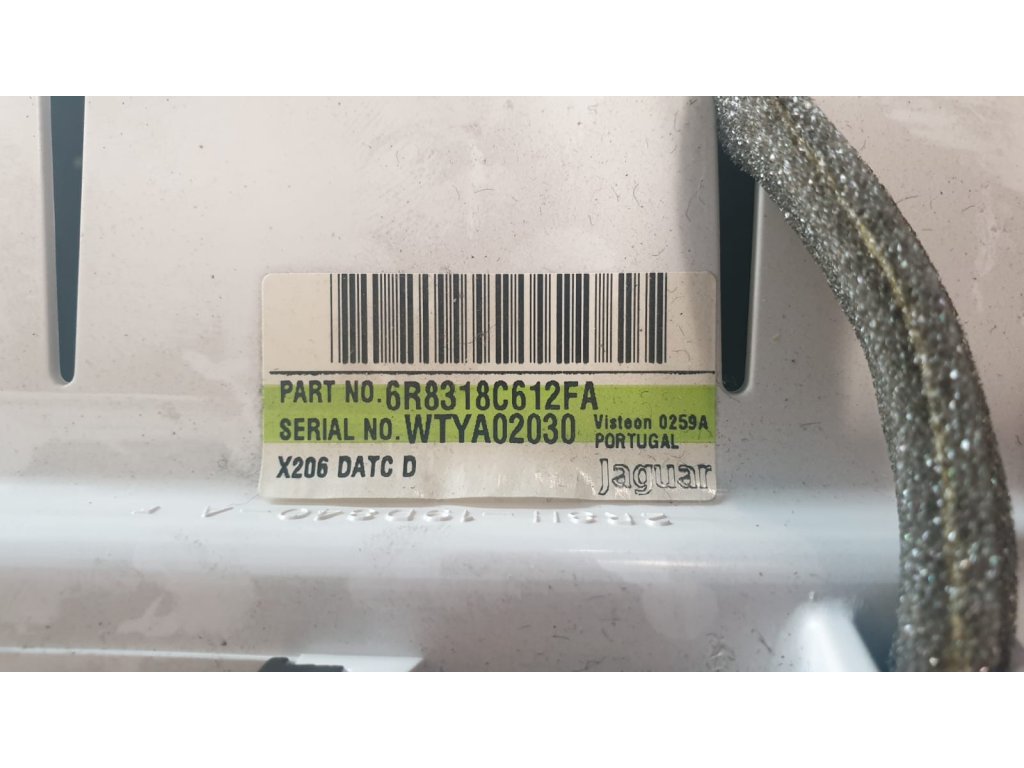 PART NO. 6R8318C612FA
SERIAL NO. WTYA02030 Visteon 0259A
PORTUGAL
X206 DATC D Jaguar